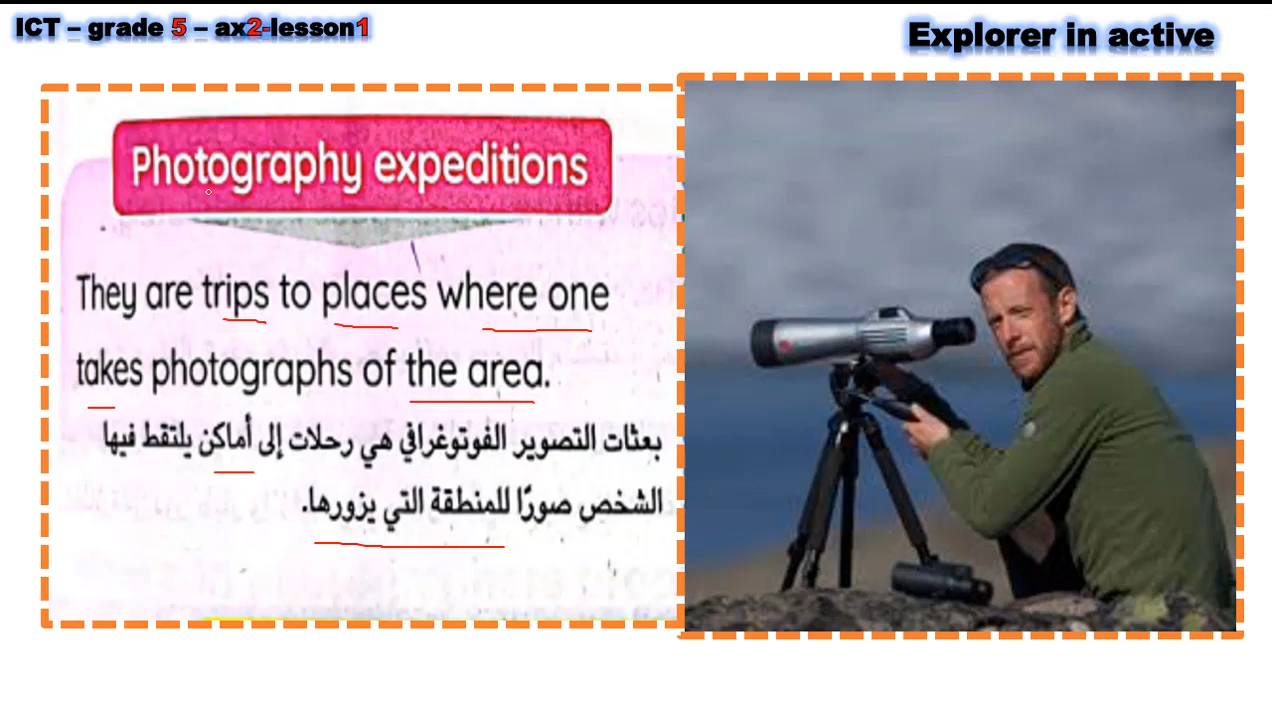 ICT – grade 5 – ax2-lesson1
Explorer in active
Photography expeditions
They are trips to places where one
takes photographs of the area.
بعثات التصوير الفوتوغرافي هي رحلات إلى أماكن يلتقط فيها
الشخص صورًا للمنطقة التي يزورها.